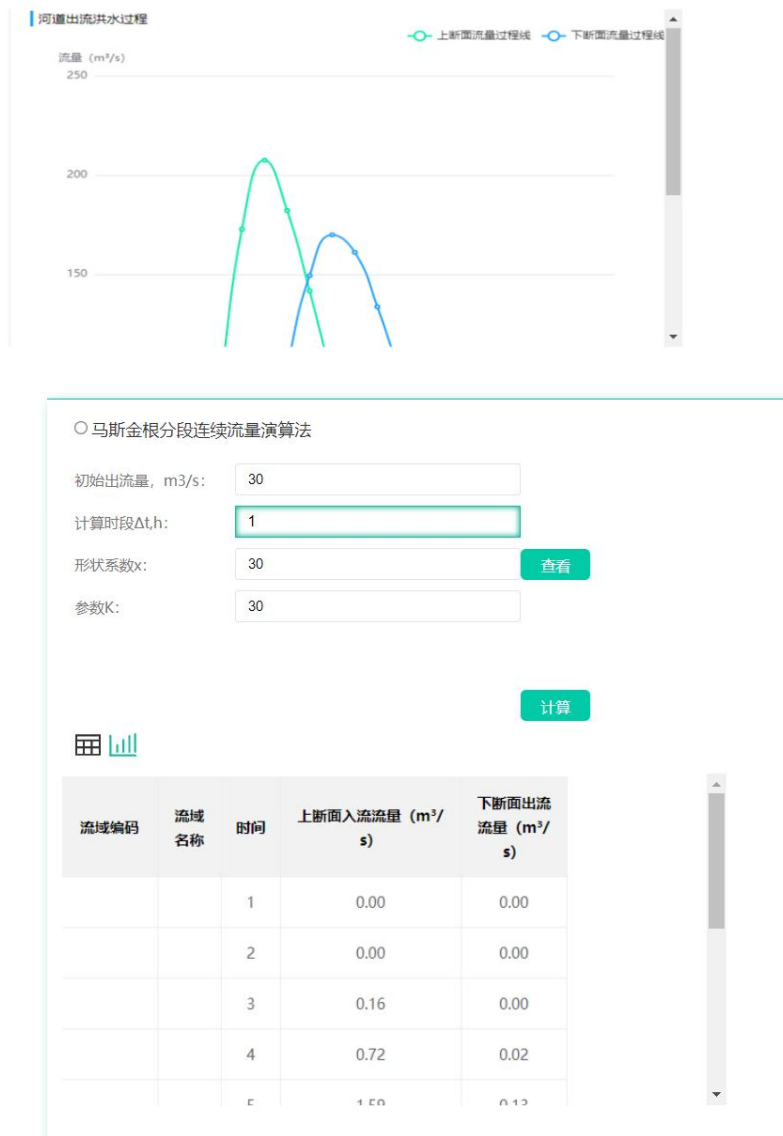 河道出流洪水过程
上断面流量过程线 下断面流量过程线
流量（m³/s）
250
200
150
马斯金根分段连续流量演算法
初始出流量，m3/s： 30
计算时段Δt,h： 1
形状系数x： 30 查看
参数K： 30
计算
流域编码 流域名称 时间 上断面入流流量（m³/s） 下断面出流流量（m³/s）
1 0.00 0.00
2 0.00 0.00
3 0.16 0.00
4 0.72 0.02